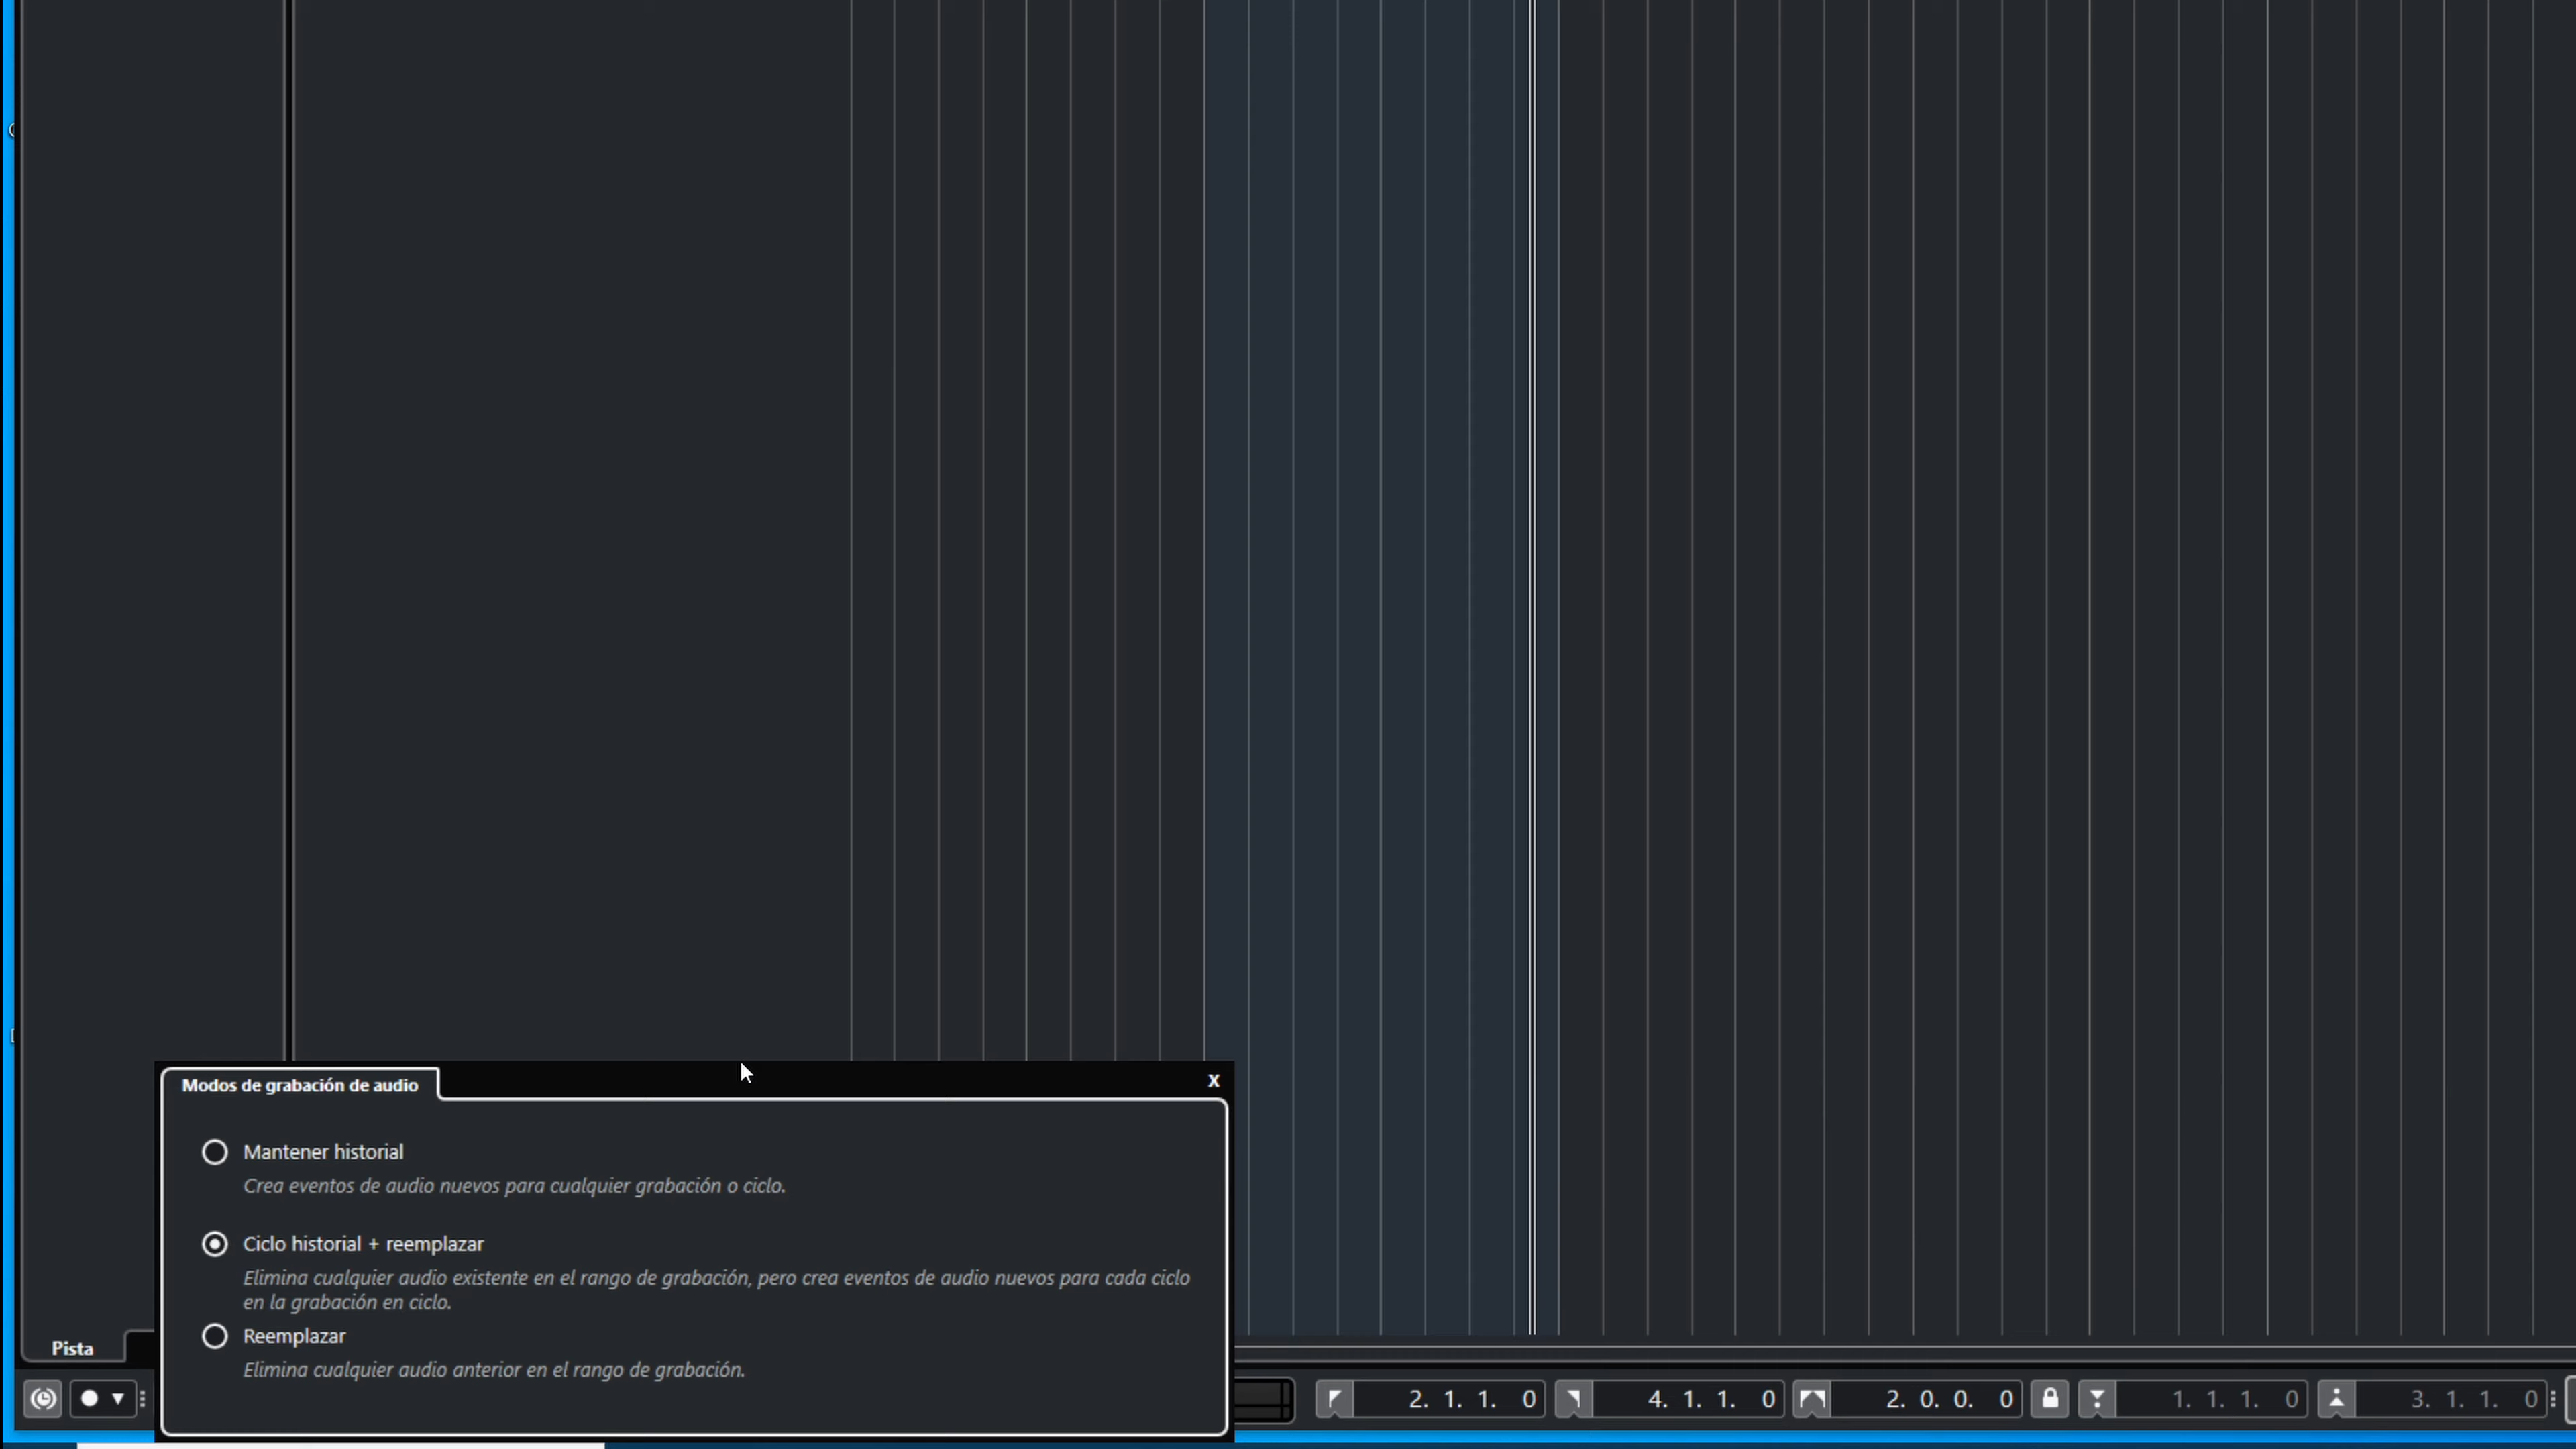 Modos de grabación de audio
x
Mantener historial
Crea eventos de audio nuevos para cualquier grabación o ciclo.
Ciclo historial + reemplazar
Elimina cualquier audio existente en el rango de grabación, pero crea eventos de audio nuevos para cada ciclo
en la grabación en ciclo.
Reemplazar
Elimina cualquier audio anterior en el rango de grabación.
Pista
2. 1. 1. 0 4. 1. 1. 0 2. 0. 0. 0 1. 1. 1. 0 3. 1. 1. 0